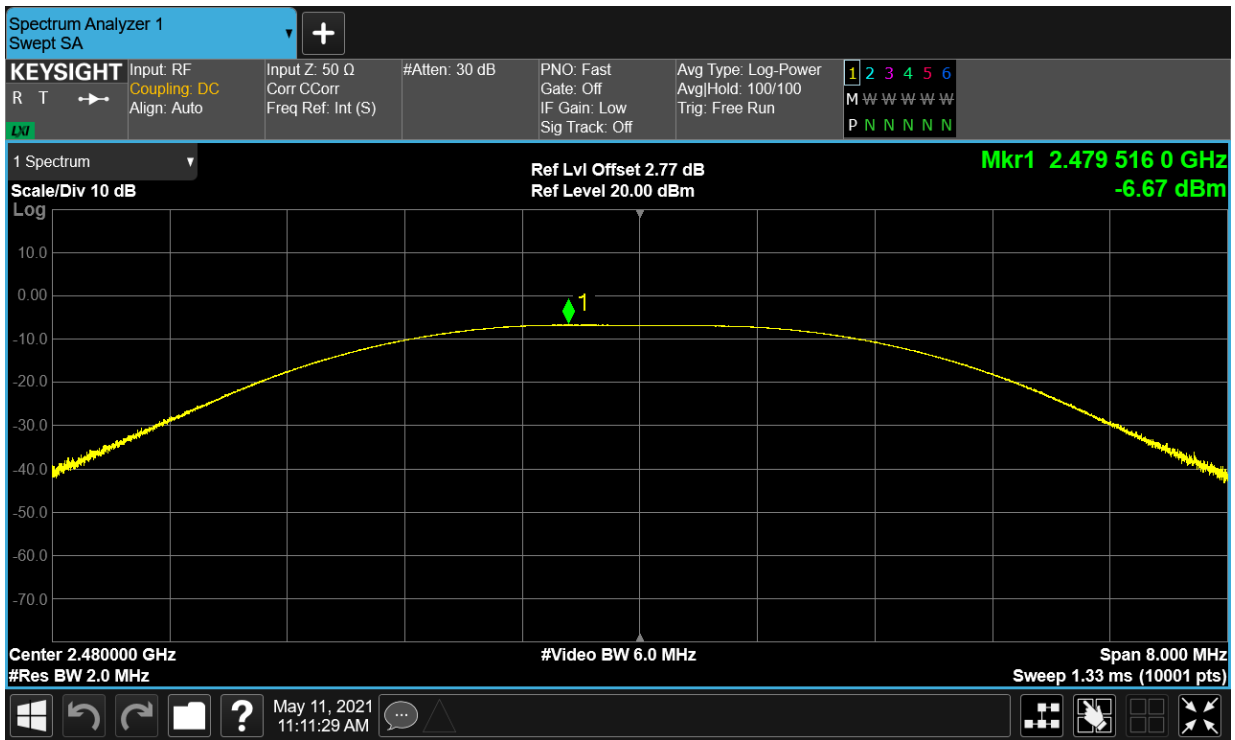 Spectrum Analyzer 1
Swept SA
+
KEYSIGHT
R T
LXI
Input: RF
Coupling: DC
Align: Auto
Input Z: 50 Ω
Corr CCorr
Freq Ref: Int (S)
#Atten: 30 dB
PNO: Fast
Gate: Off
IF Gain: Low
Sig Track: Off
Avg Type: Log-Power
Avg|Hold: 100/100
Trig: Free Run
1 2 3 4 5 6
M W W W W W
P N N N N N
1 Spectrum
Scale/Div 10 dB
Log
Ref Lvl Offset 2.77 dB
Ref Level 20.00 dBm
Mkr1 2.479 516 0 GHz
-6.67 dBm
10.0
0.00
1
-10.0
-20.0
-30.0
-40.0
-50.0
-60.0
-70.0
Center 2.480000 GHz
#Res BW 2.0 MHz
#Video BW 6.0 MHz
Span 8.000 MHz
Sweep 1.33 ms (10001 pts)
?
May 11, 2021
11:11:29 AM